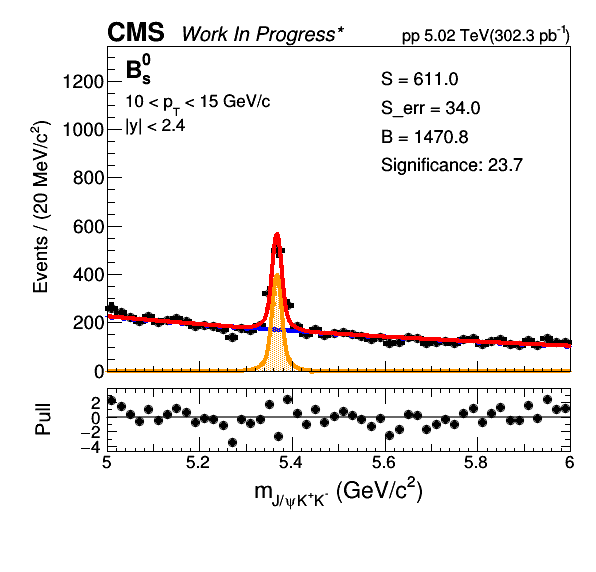 CMS Work In Progress* pp 5.02 TeV(302.3 pb⁻¹)
B⁰ₛ
10 < p_T < 15 GeV/c
|y| < 2.4
S = 611.0
S_err = 34.0
B = 1470.8
Significance: 23.7
Events / (20 MeV/c²)
1200
1000
800
600
400
200
0
Pull
2
0
−2
−4
5 5.2 5.4 5.6 5.8 6
m_{J/ψK⁺K⁻} (GeV/c²)